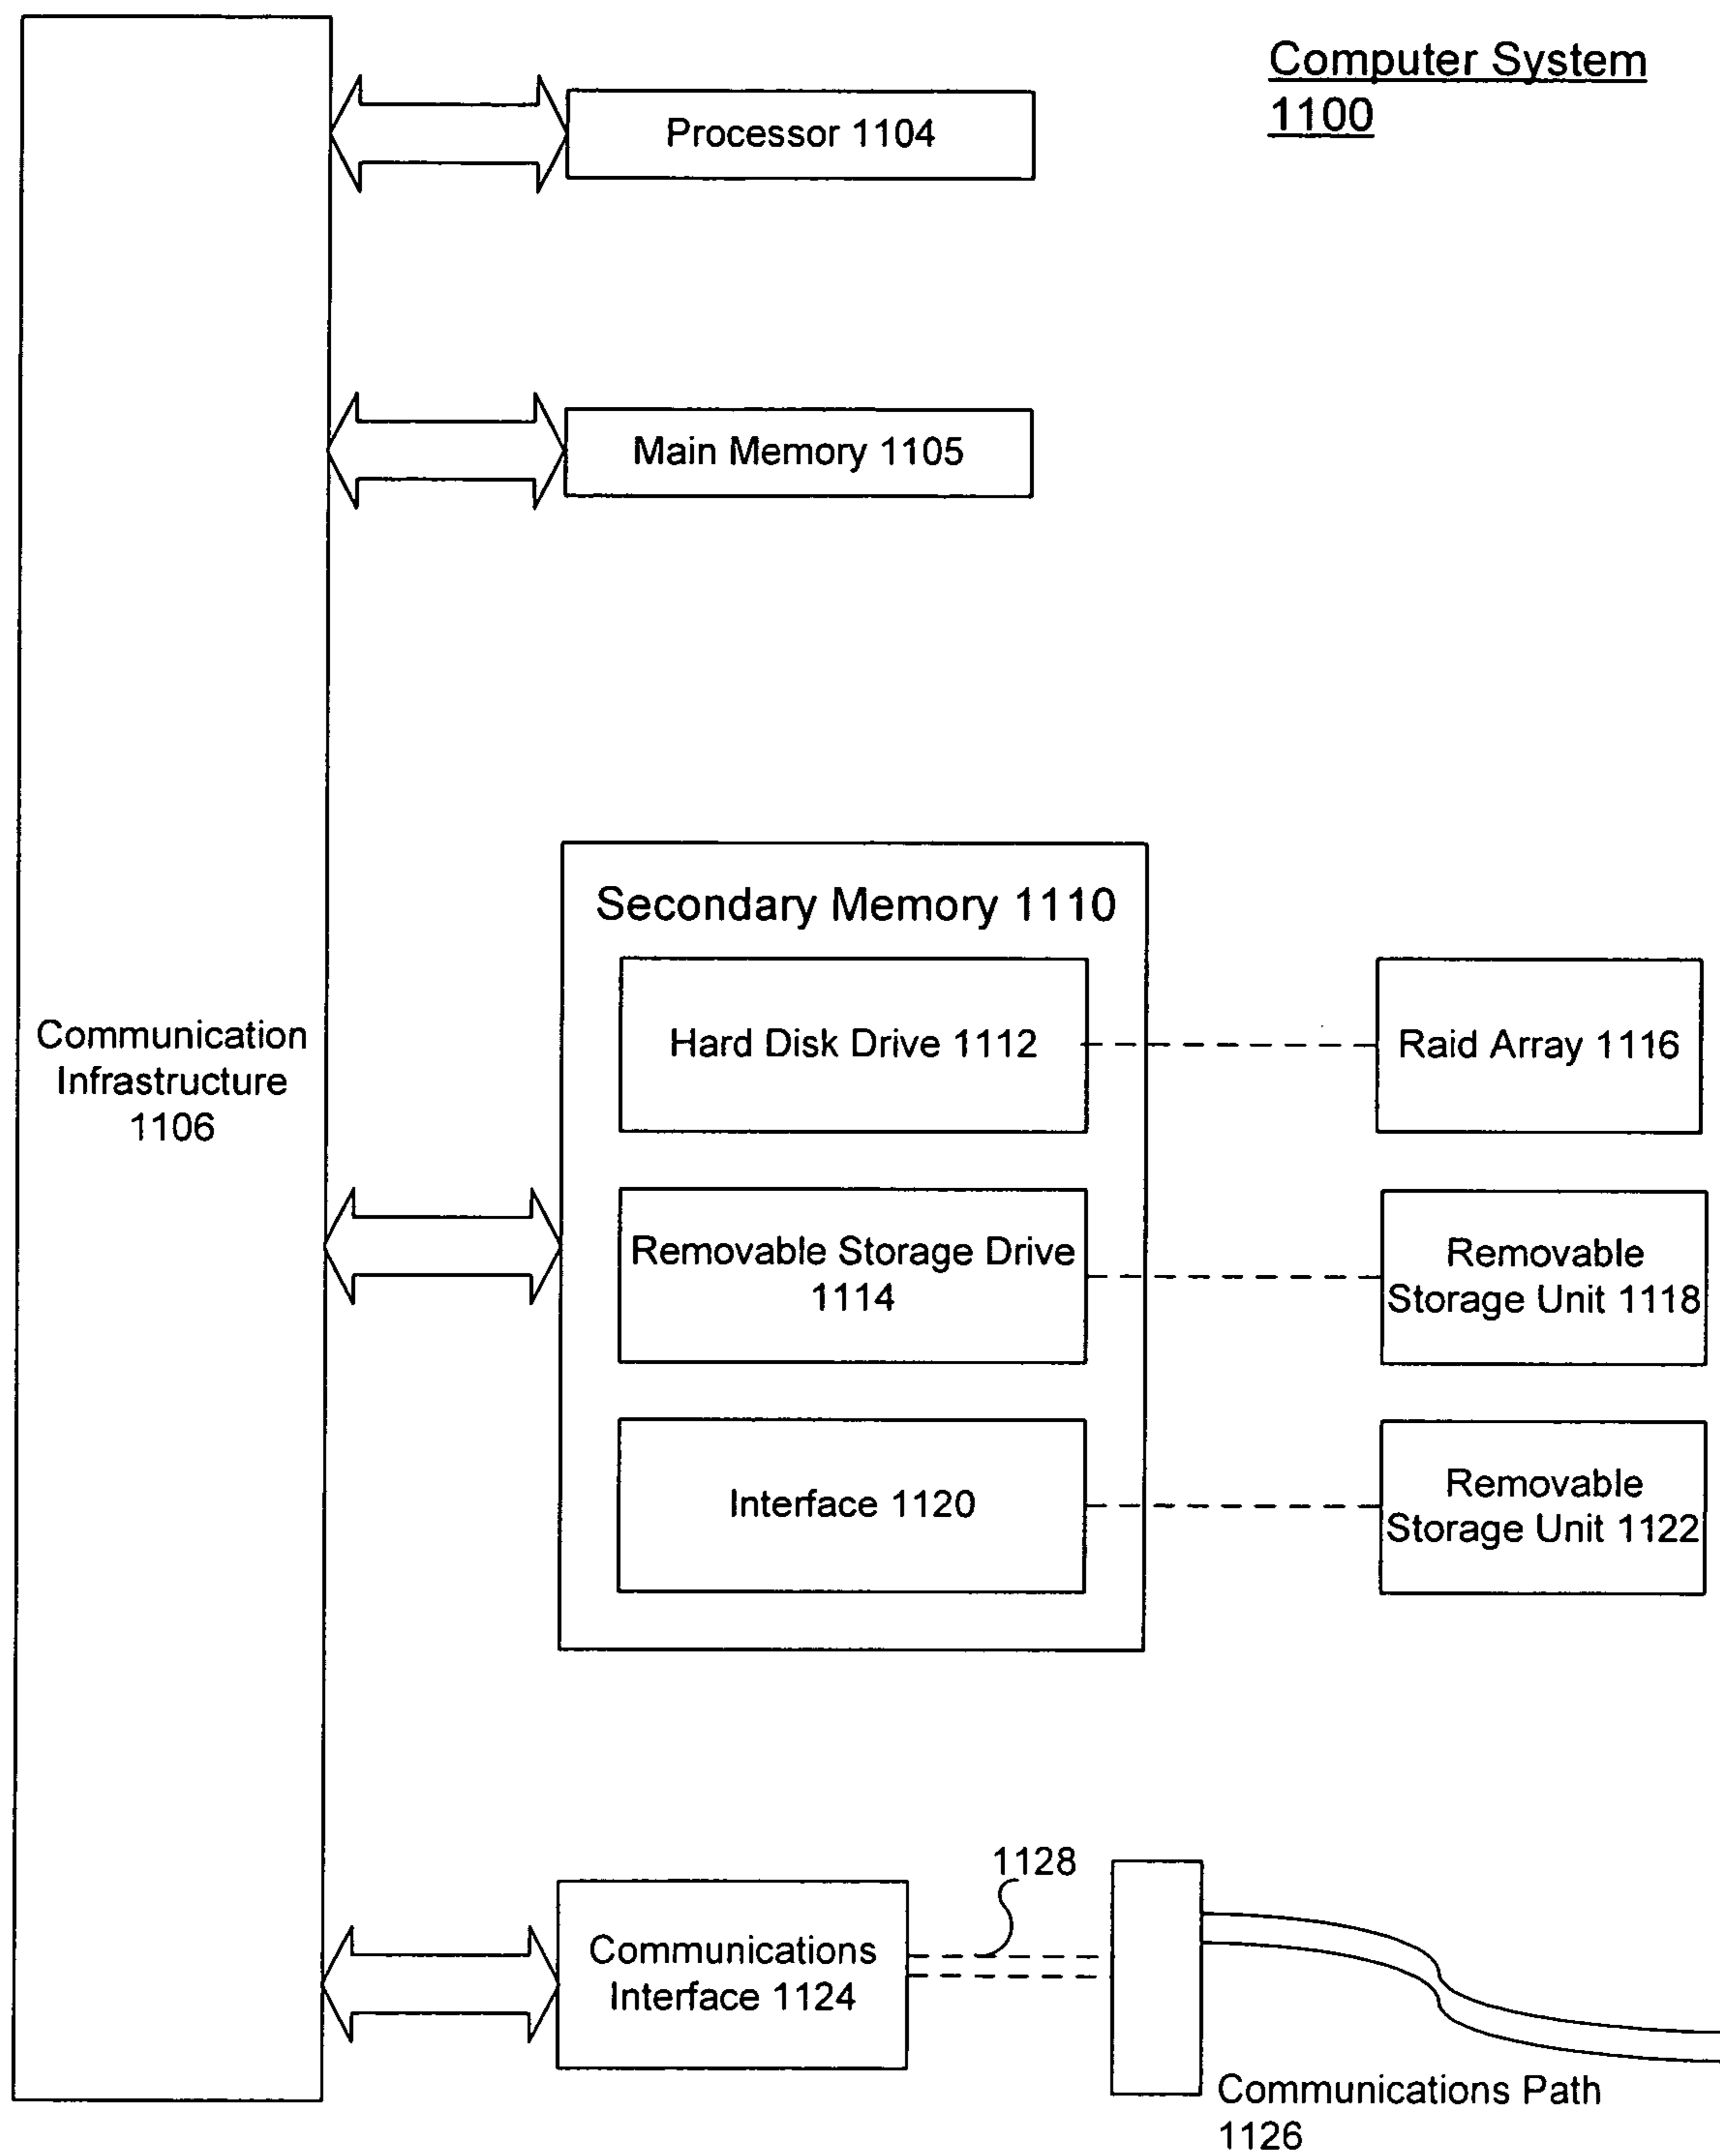 Computer System
1100
Processor 1104
Main Memory 1105
Communication
Infrastructure
1106
Secondary Memory 1110
Hard Disk Drive 1112
Raid Array 1116
Removable Storage Drive
1114
Removable
Storage Unit 1118
Interface 1120
Removable
Storage Unit 1122
1128
Communications
Interface 1124
Communications Path
1126